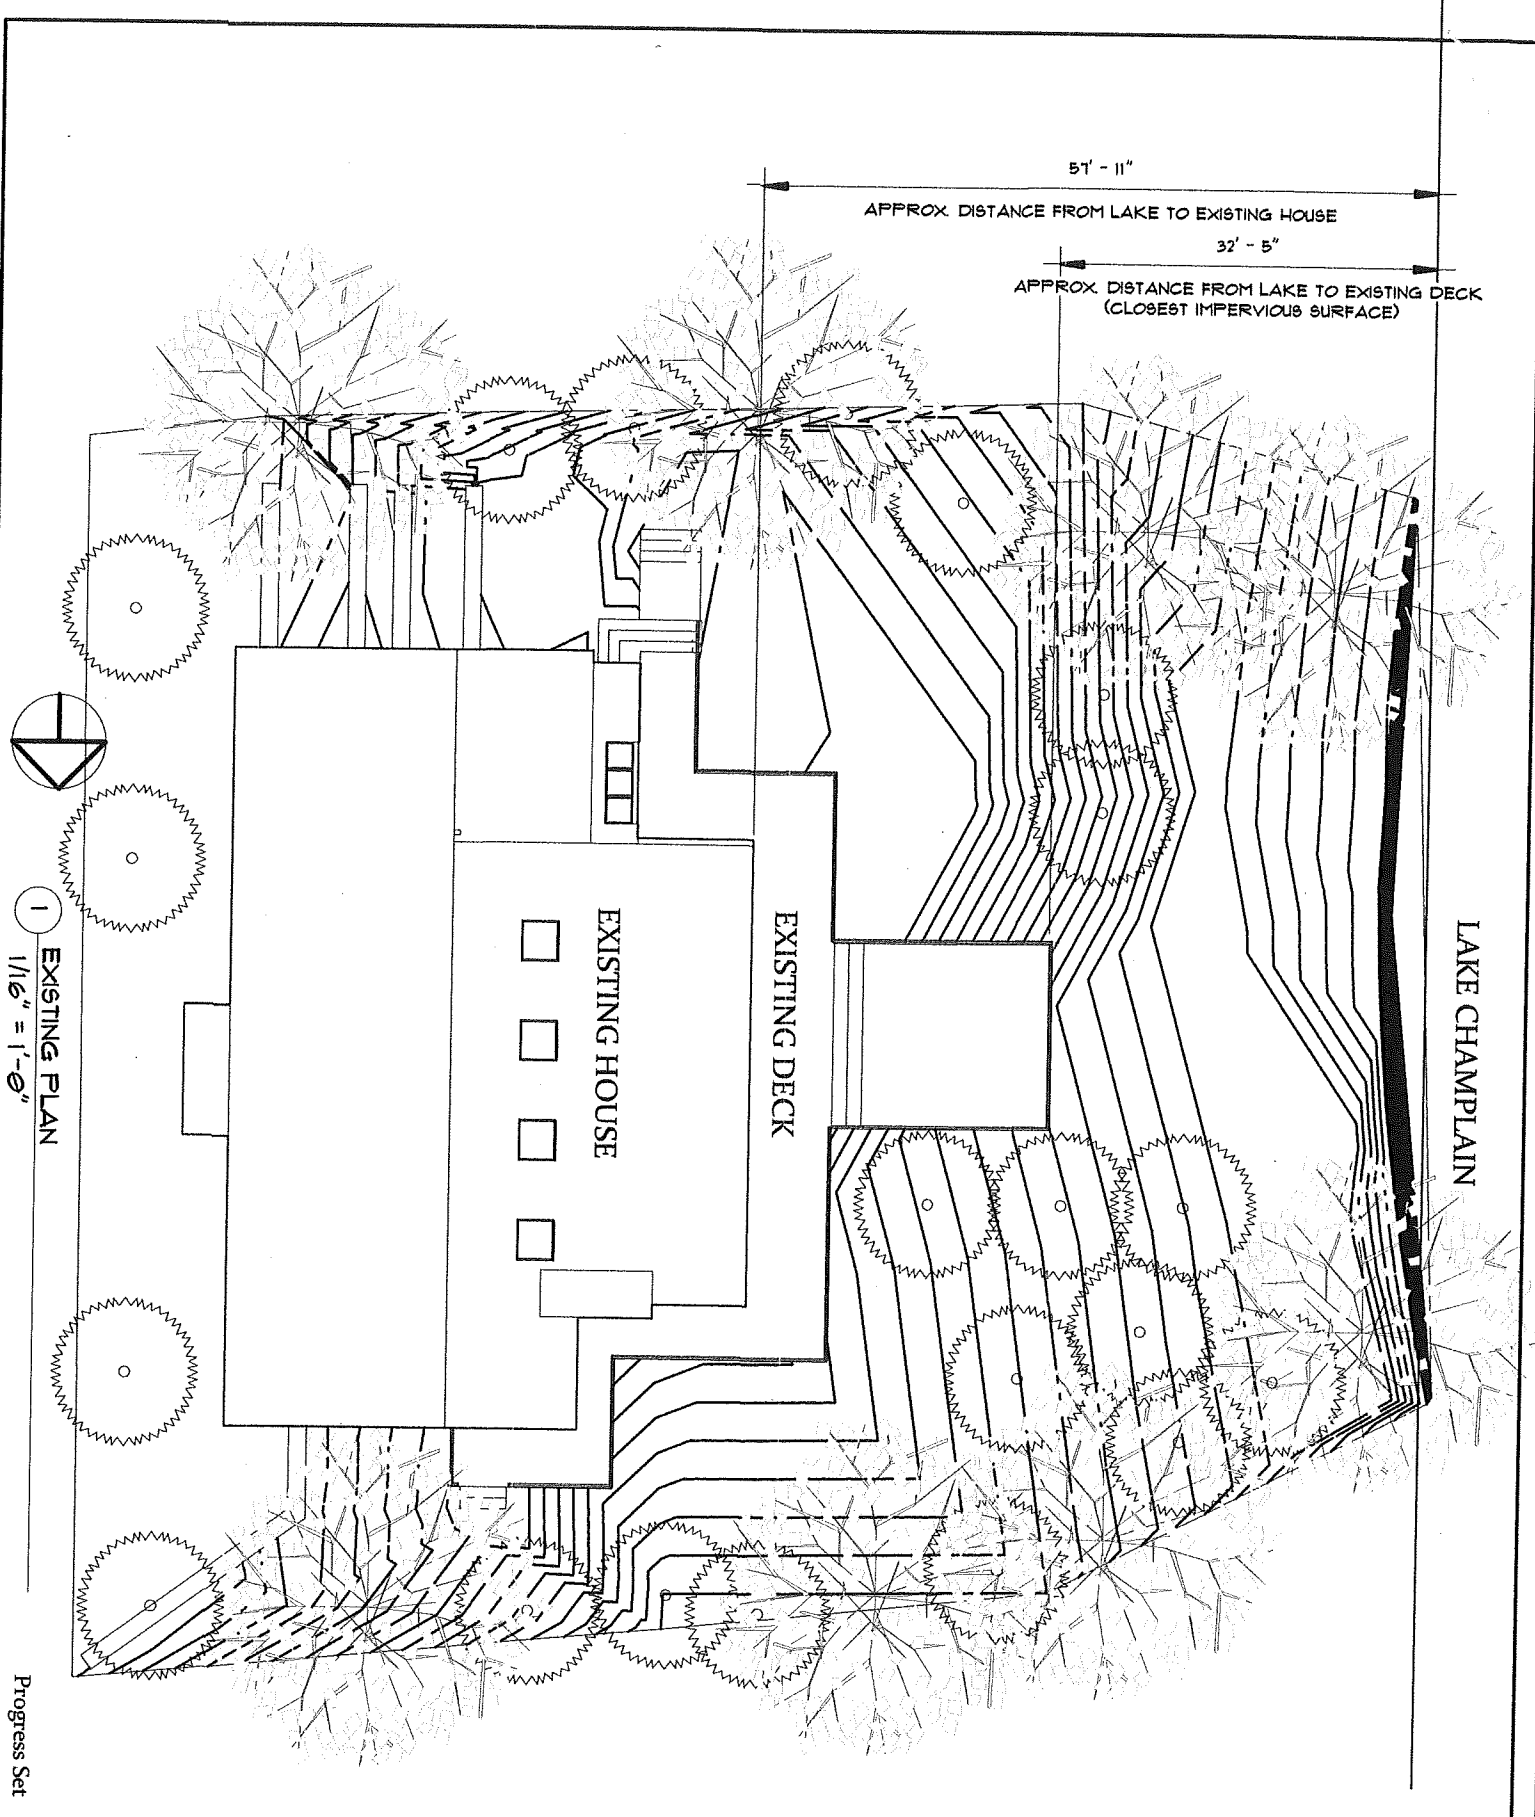 57' - 11"
APPROX. DISTANCE FROM LAKE TO EXISTING HOUSE
32' - 5"
APPROX. DISTANCE FROM LAKE TO EXISTING DECK
(CLOSEST IMPERVIOUS SURFACE)
LAKE CHAMPLAIN
EXISTING DECK
EXISTING HOUSE
1
EXISTING PLAN
1/16" = 1'-0"
Progress Set